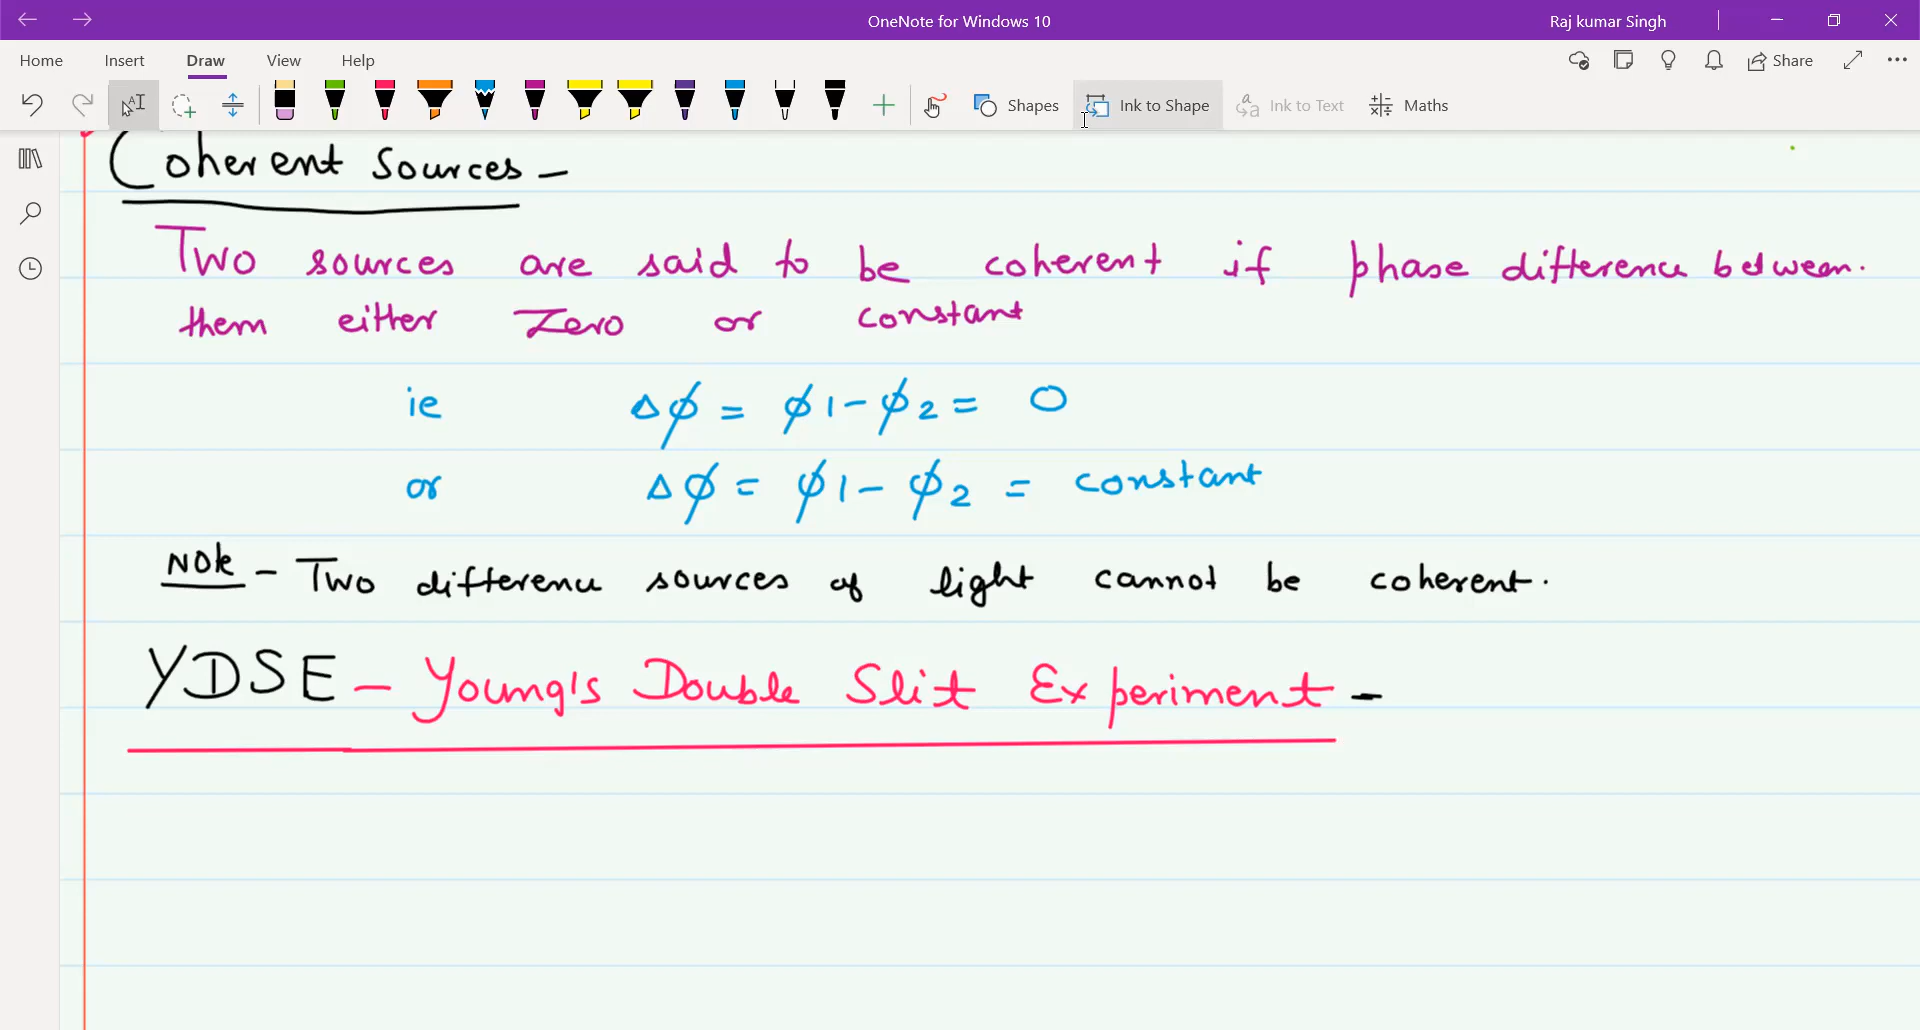 OneNote for Windows 10
Raj kumar Singh
Home Insert Draw View Help
Share
Shapes Ink to Shape Ink to Text Maths
Coherent Sources -
Two sources are said to be coherent if phase difference between.
them either Zero or constant
ie Δϕ = ϕ1 - ϕ2 = 0
or Δϕ = ϕ1 - ϕ2 = constant
Note - Two difference sources of light cannot be coherent.
YDSE - Young's Double Slit Experiment -